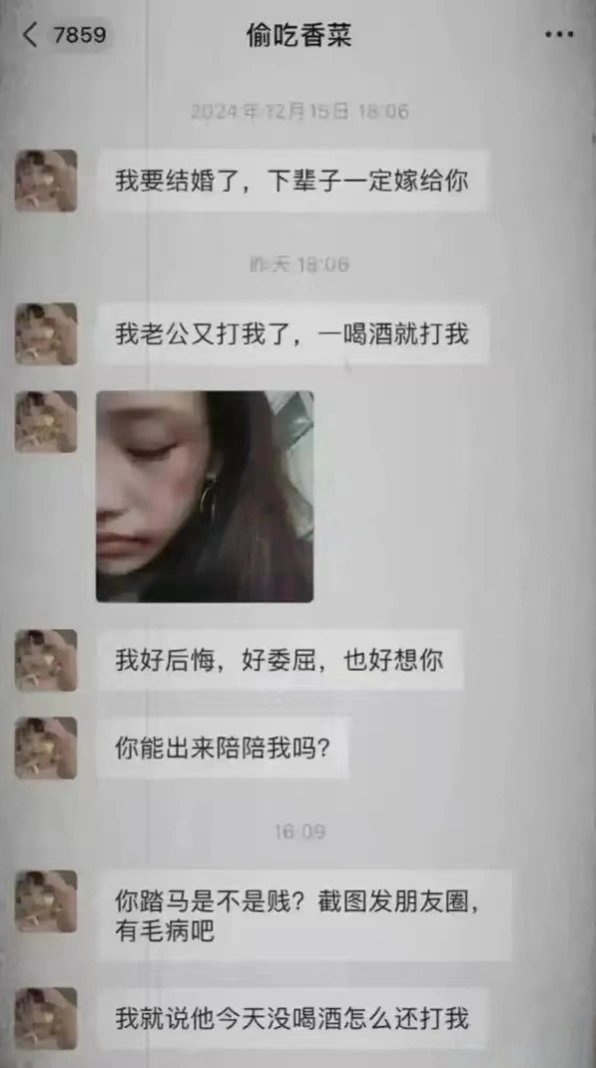 7859
偷吃香菜
2024年12月15日 18:06
我要结婚了，下辈子一定嫁给你
昨天 18:06
我老公又打我了，一喝酒就打我
我好后悔，好委屈，也好想你
你能出来陪陪我吗？
16:09
你踏马是不是贱？截图发朋友圈，
有毛病吧
我就说他今天没喝酒怎么还打我